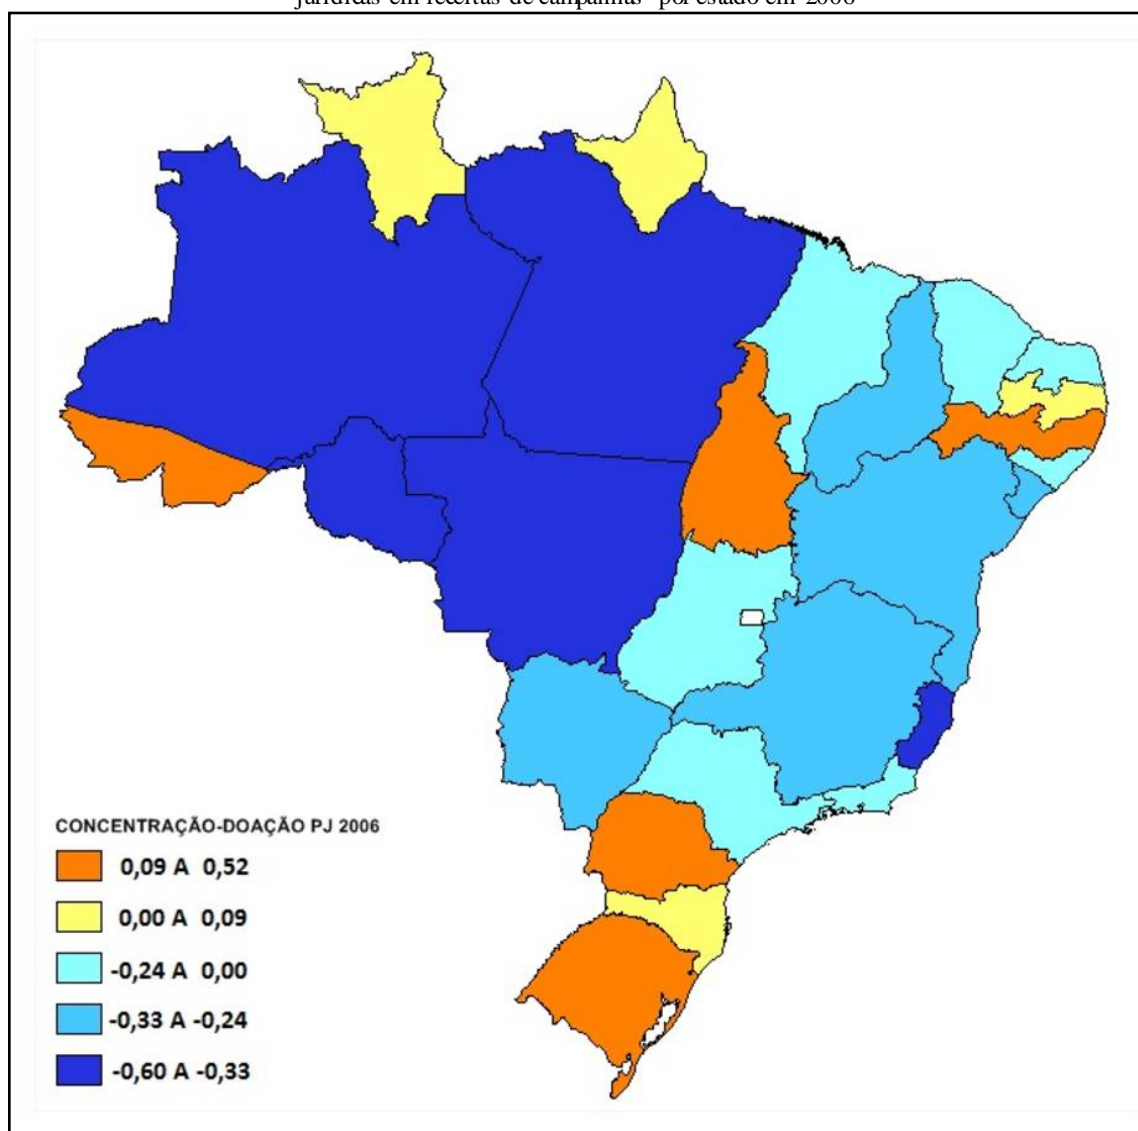 jurídicas em receitas de campanhas por estado em 2006
CONCENTRAÇÃO-DOAÇÃO PJ 2006
0,09 A 0,52
0,00 A 0,09
-0,24 A 0,00
-0,33 A -0,24
-0,60 A -0,33